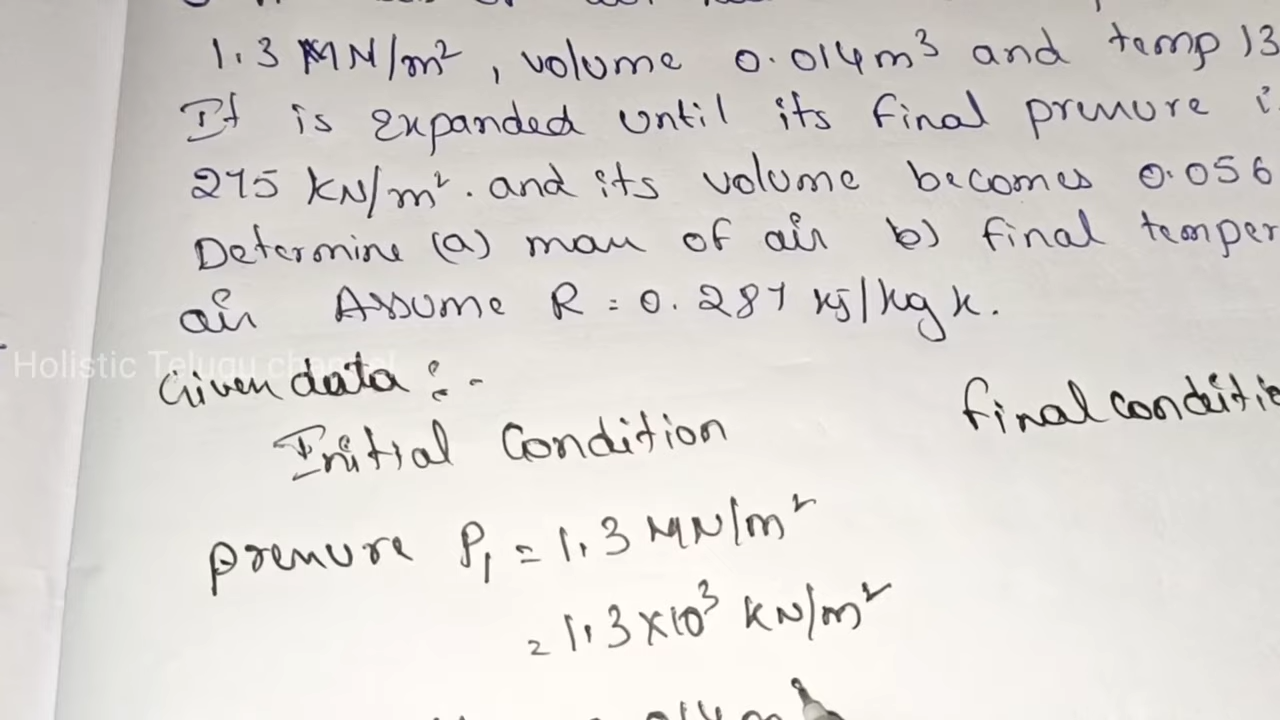 1.3 MN/m², volume 0.014m³ and temp 13
It is expanded until its final pressure i
275 KN/m². and its volume becomes 0.056
Determine (a) mass of air b) final temper
air Assume R = 0.287 kJ/kg k.
Holistic Telugu channel
Given data :-
Initial Condition
final conditio
pressure P₁ = 1.3 MN/m²
= 1.3×10³ KN/m²